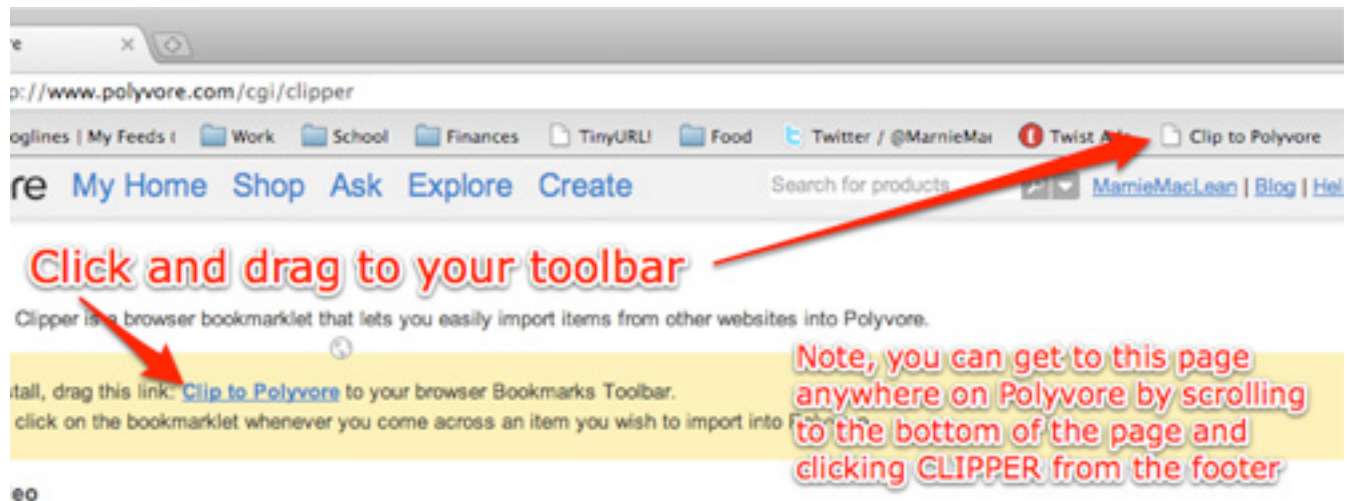 re
p://www.polyvore.com/cgi/clipper
oglines | My Feeds ( Work School Finances TinyURL! Food Twitter / @MarnieMac Twist Clip to Polyvore
re My Home Shop Ask Explore Create Search for products MarnieMacLean | Blog | Hel
Click and drag to your toolbar
Clipper is a browser bookmarklet that lets you easily import items from other websites into Polyvore.
Note, you can get to this page
anywhere on Polyvore by scrolling
to the bottom of the page and
clicking CLIPPER from the footer
stall, drag this link: Clip to Polyvore to your browser Bookmarks Toolbar.
click on the bookmarklet whenever you come across an item you wish to import into
eo